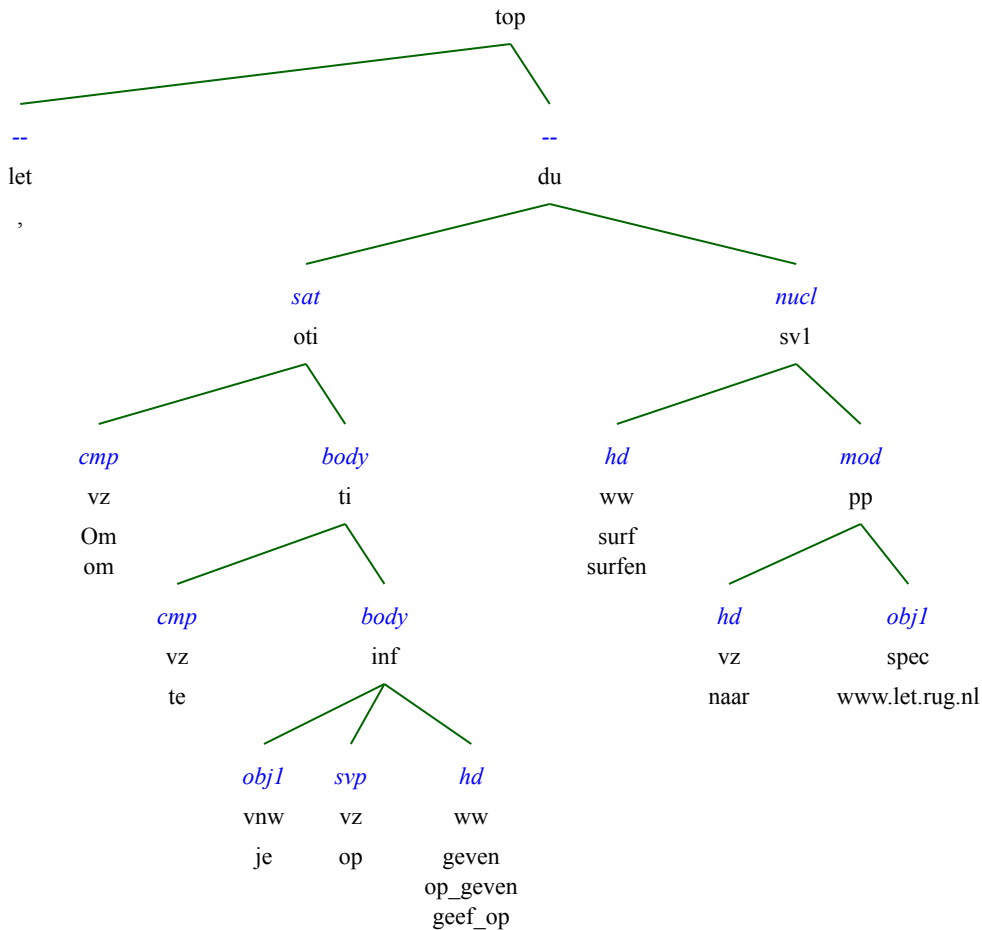 top
-- --
let du
,
sat nucl
oti sv1
cmp body hd mod
vz ti ww pp
Om surf
om surfen
cmp body hd obj1
vz inf vz spec
te naar www.let.rug.nl
obj1 svp hd
vnw vz ww
je op geven
op_geven
geef_op